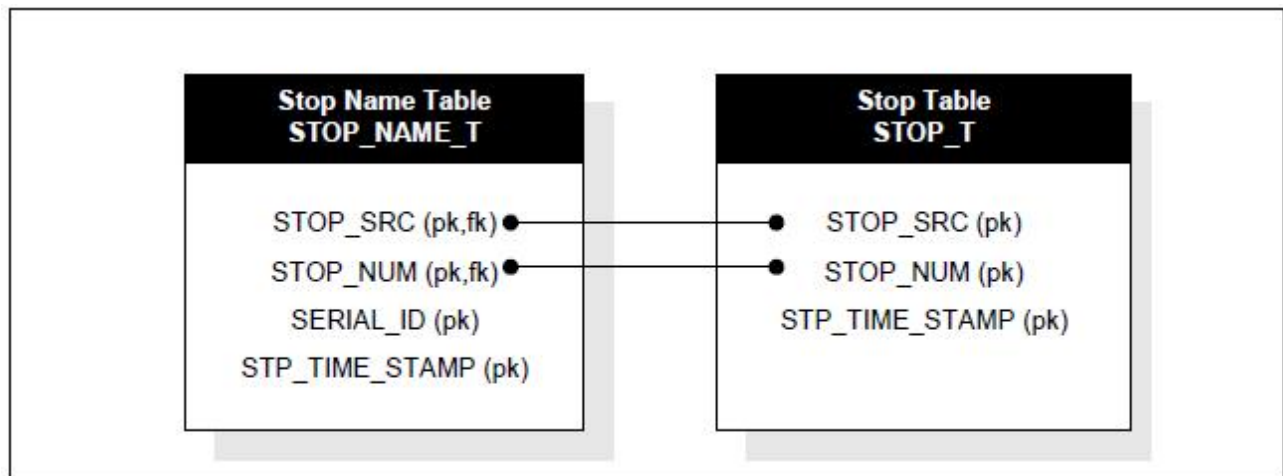 Stop Name Table
STOP_NAME_T
STOP_SRC (pk,fk)
STOP_NUM (pk,fk)
SERIAL_ID (pk)
STP_TIME_STAMP (pk)
Stop Table
STOP_T
STOP_SRC (pk)
STOP_NUM (pk)
STP_TIME_STAMP (pk)